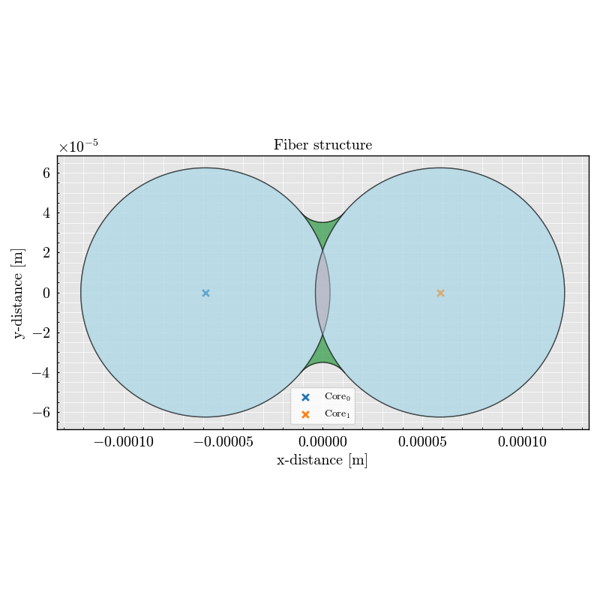 Fiber structure
×10⁻⁵
6
4
2
0
−2
−4
−6
y-distance [m]
Core₀
Core₁
−0.00010 −0.00005 0.00000 0.00005 0.00010
x-distance [m]